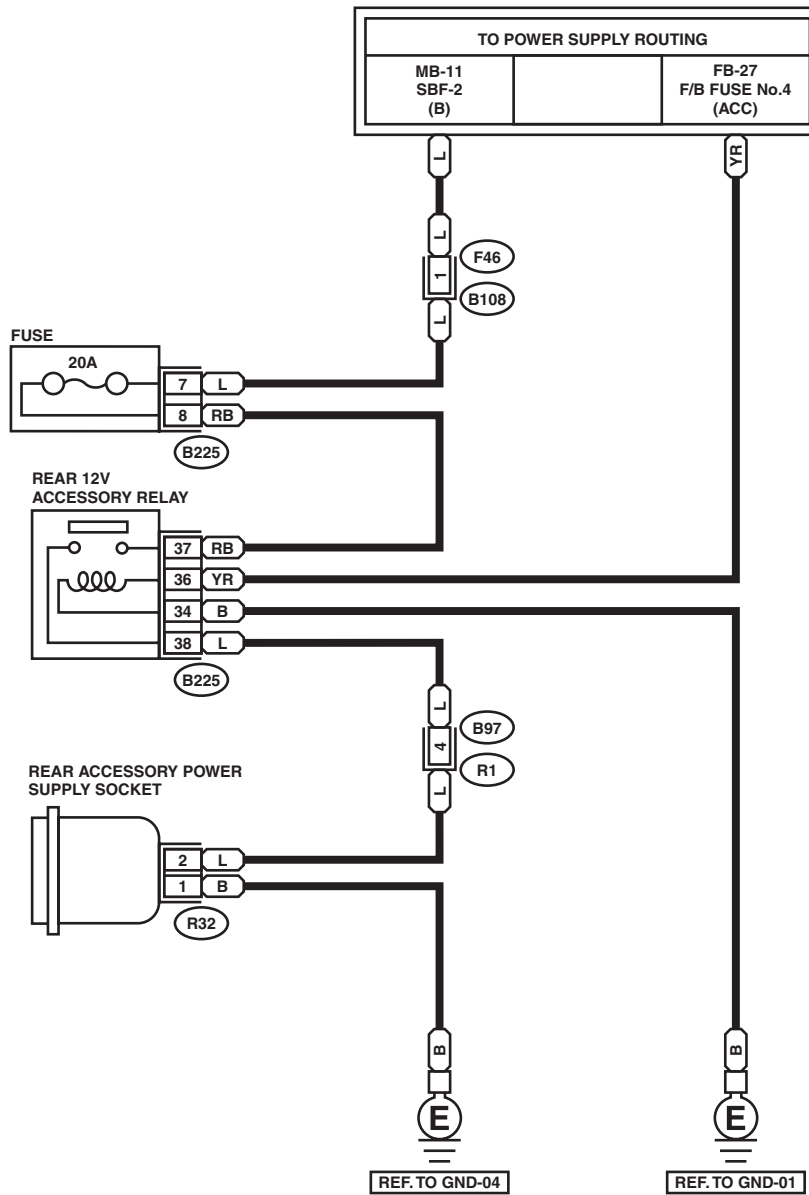 TO POWER SUPPLY ROUTING
MB-11
SBF-2
(B)
FB-27
F/B FUSE No.4
(ACC)
L
YR
L
1
F46
B108
L
FUSE
20A
7 L
8 RB
B225
REAR 12V
ACCESSORY RELAY
37 RB
36 YR
34 B
38 L
B225
L
4
B97
R1
L
REAR ACCESSORY POWER
SUPPLY SOCKET
2 L
1 B
R32
B
B
E
E
REF. TO GND-04
REF. TO GND-01